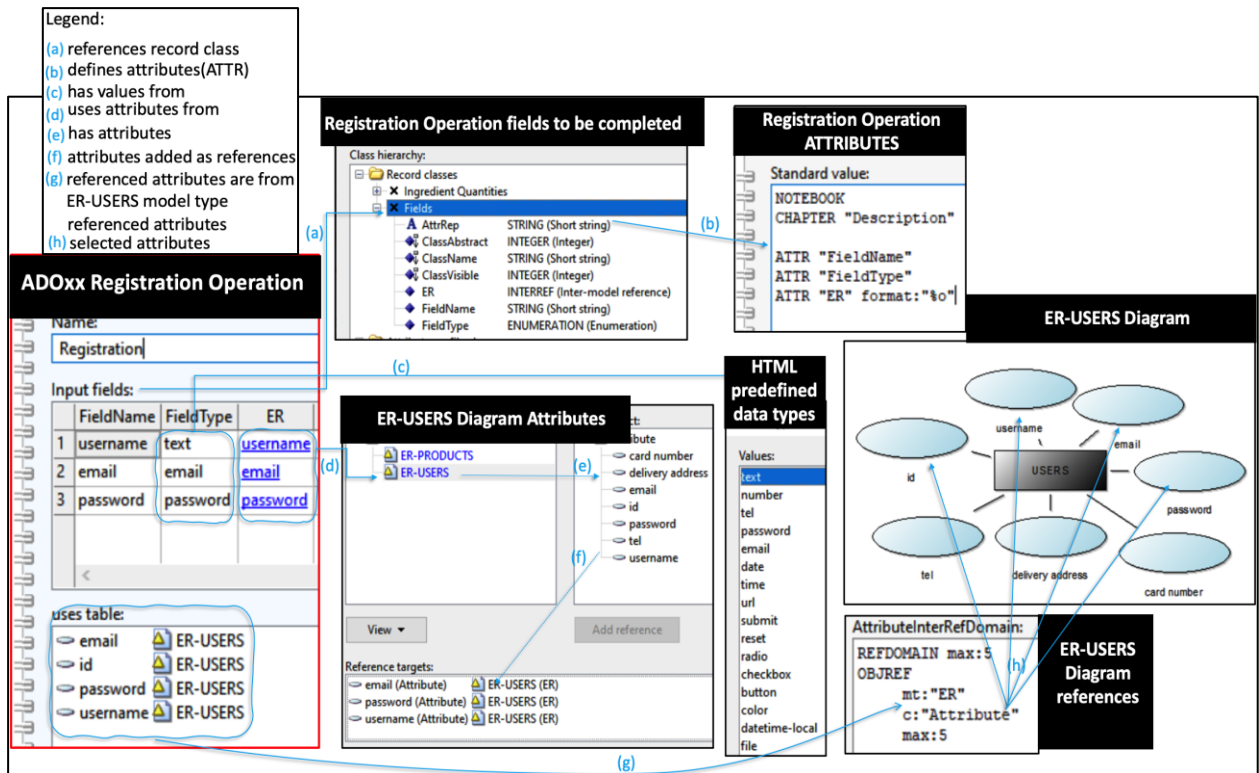 Legend:
(a) references record class
(b) defines attributes(ATTR)
(c) has values from
(d) uses attributes from
(e) has attributes
(f) attributes added as references
(g) referenced attributes are from
ER-USERS model type
referenced attributes
(h) selected attributes
Registration Operation fields to be completed
Class hierarchy:
Record classes
Ingredient Quantities
Fields
AttrRep STRING (Short string)
ClassAbstract INTEGER (Integer)
ClassName STRING (Short string)
ClassVisible INTEGER (Integer)
ER INTERREF (Inter-model reference)
FieldName STRING (Short string)
FieldType ENUMERATION (Enumeration)
(a)
(b)
Registration Operation
ATTRIBUTES
Standard value:
NOTEBOOK
CHAPTER "Description"
ATTR "FieldName"
ATTR "FieldType"
ATTR "ER" format:"%o"
ADOxx Registration Operation
Name:
Registration
Input fields:
FieldName FieldType ER
1 username text username
2 email email email
3 password password password
uses table:
email ER-USERS
id ER-USERS
password ER-USERS
username ER-USERS
(c)
(d)
ER-USERS Diagram Attributes
ER-PRODUCTS
ER-USERS
(e)
card number
delivery address
email
id
password
tel
username
(f)
View
Add reference
Reference targets:
email (Attribute) ER-USERS (ER)
password (Attribute) ER-USERS (ER)
username (Attribute) ER-USERS (ER)
HTML
predefined
data types
Values:
text
number
tel
password
email
date
time
url
submit
reset
radio
checkbox
button
color
datetime-local
file
ER-USERS Diagram
username
email
id
USERS
password
tel
delivery address
card number
AttributeInterRefDomain:
REFDOMAIN max:5
OBJREF
mt:"ER"
c:"Attribute"
max:5
(h)
ER-USERS
Diagram
references
(g)